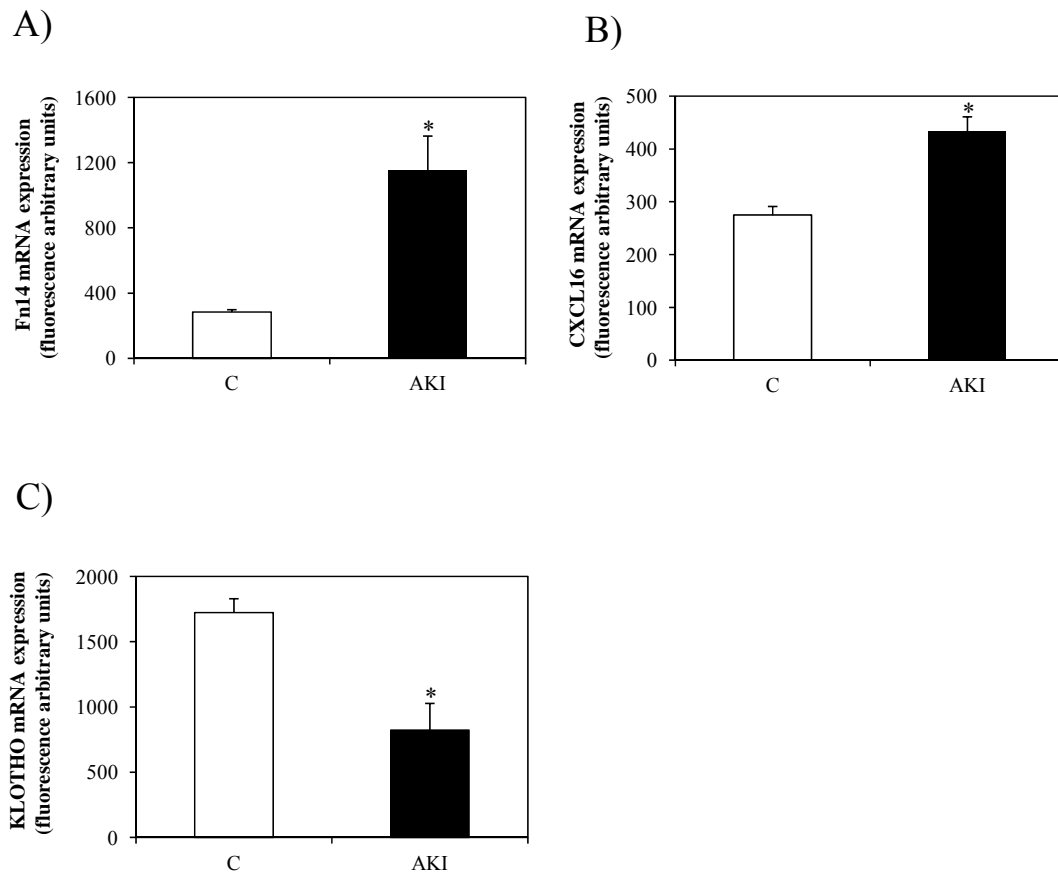 A)
Fn14 mRNA expression
(fluorescence arbitrary units)
1600
1200
800
400
0
*
C
AKI
B)
CXCL16 mRNA expression
(fluorescence arbitrary units)
500
400
300
200
100
0
*
C
AKI
C)
KLOTHO mRNA expression
(fluorescence arbitrary units)
2000
1500
1000
500
0
*
C
AKI